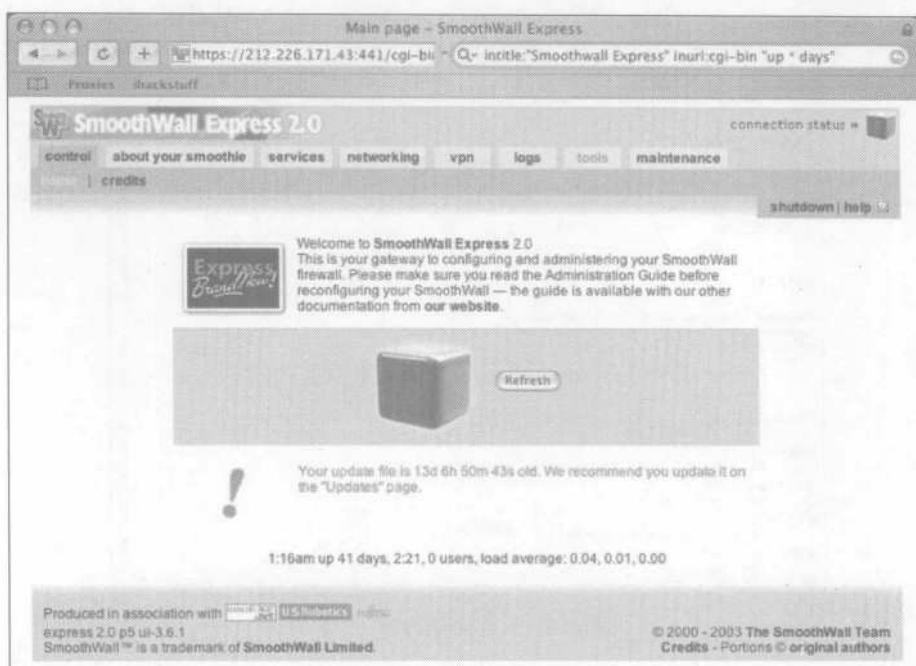 Main page – SmoothWall Express
https://212.226.171.43:441/cgi-bin
intitle:"Smoothwall Express" inurl:cgi-bin "up * days"
Proxies shackstuff
SW SmoothWall Express 2.0
connection status »
control about your smoothie services networking vpn logs tools maintenance
| credits
shutdown | help
Express
Brand New!
Welcome to SmoothWall Express 2.0
This is your gateway to configuring and administering your SmoothWall
firewall. Please make sure you read the Administration Guide before
reconfiguring your SmoothWall — the guide is available with our other
documentation from our website.
Refresh
!
Your update file is 13d 6h 50m 43s old. We recommend you update it on
the "Updates" page.
1:16am up 41 days, 2:21, 0 users, load average: 0.04, 0.01, 0.00
Produced in association with U.S.Robotics
express 2.0 p5 ui-3.6.1
SmoothWall™ is a trademark of SmoothWall Limited.
© 2000 - 2003 The SmoothWall Team
Credits - Portions © original authors